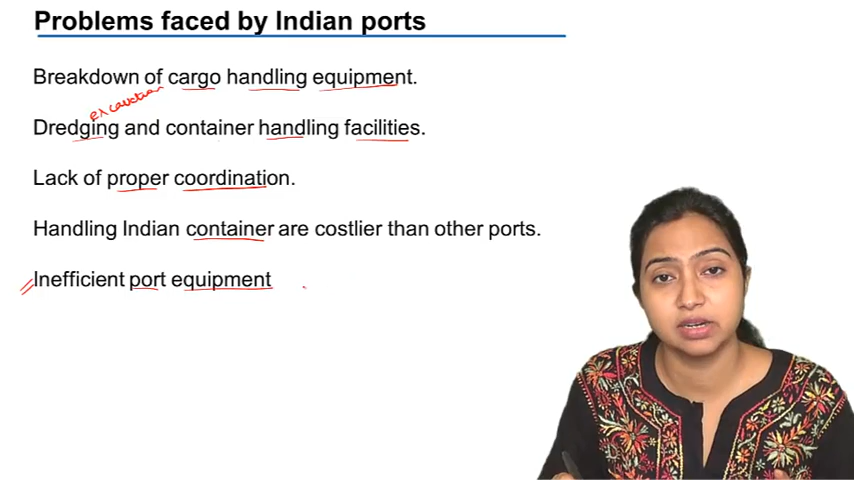 Problems faced by Indian ports
Breakdown of cargo handling equipment.
excavation
Dredging and container handling facilities.
Lack of proper coordination.
Handling Indian container are costlier than other ports.
Inefficient port equipment